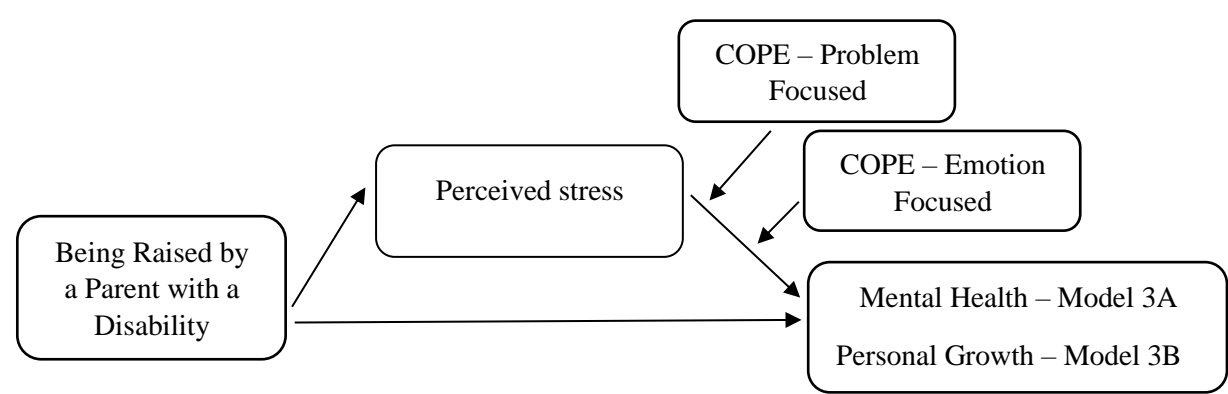 COPE – Problem
Focused
COPE – Emotion
Focused
Perceived stress
Being Raised by
a Parent with a
Disability
Mental Health – Model 3A
Personal Growth – Model 3B